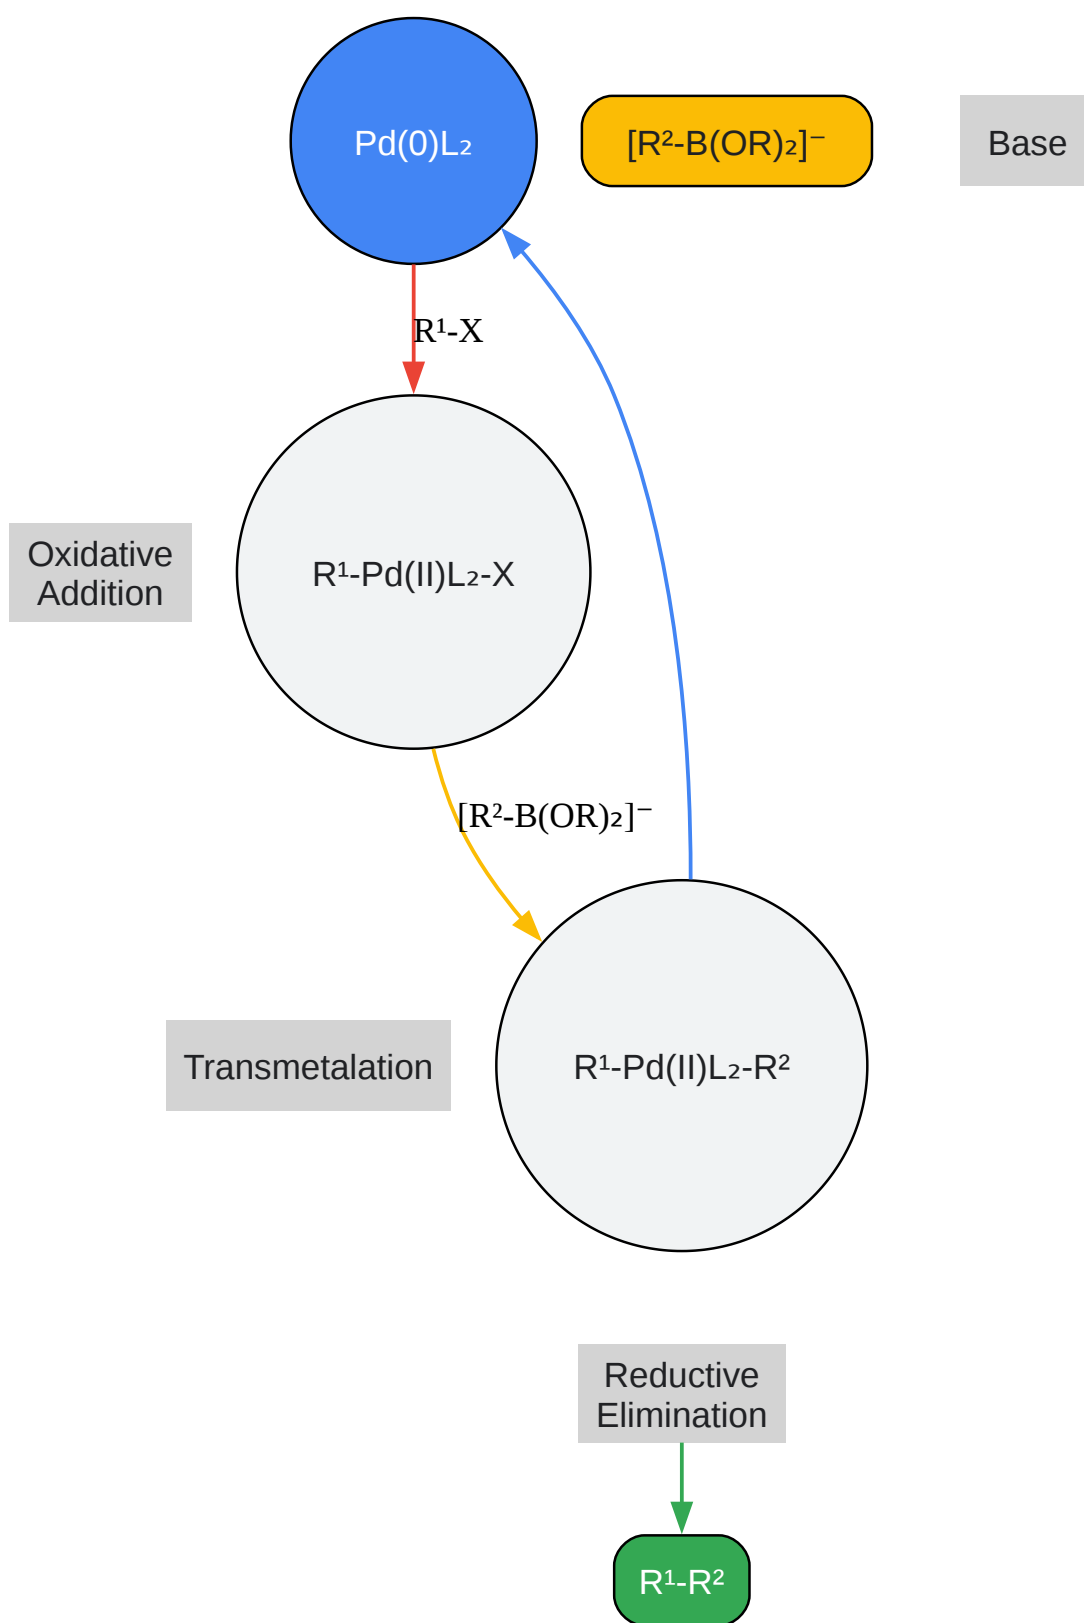 Pd(0)L₂
[R²-B(OR)₂]⁻
Base
R¹-X
Oxidative
Addition
R¹-Pd(II)L₂-X
[R²-B(OR)₂]⁻
Transmetalation
R¹-Pd(II)L₂-R²
Reductive
Elimination
R¹-R²